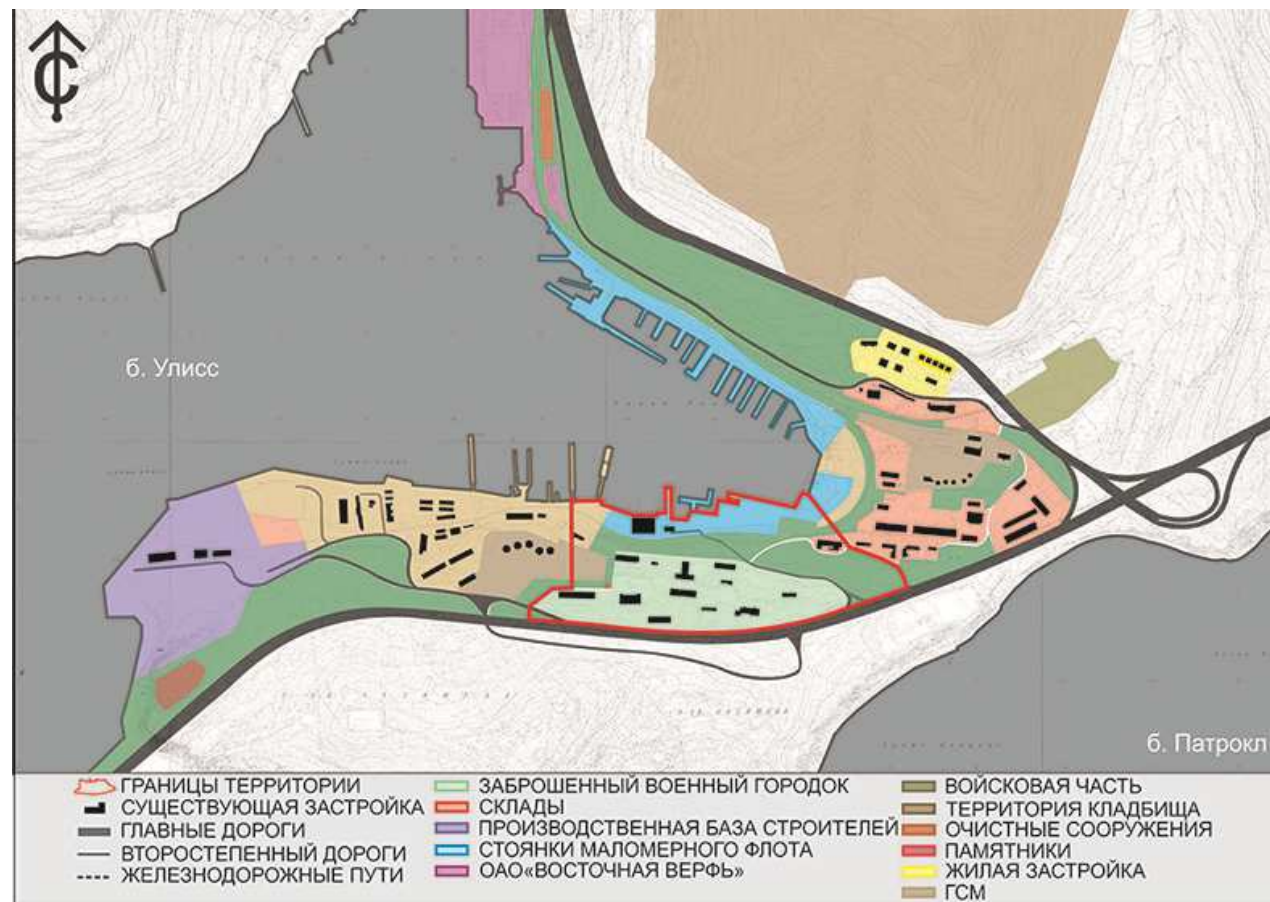 С
б. Улисс
б. Патрокл
ГРАНИЦЫ ТЕРРИТОРИИ
СУЩЕСТВУЮЩАЯ ЗАСТРОЙКА
ГЛАВНЫЕ ДОРОГИ
ВТОРОСТЕПЕННЫЙ ДОРОГИ
ЖЕЛЕЗНОДОРОЖНЫЕ ПУТИ
ЗАБРОШЕННЫЙ ВОЕННЫЙ ГОРОДОК
СКЛАДЫ
ПРОИЗВОДСТВЕННАЯ БАЗА СТРОИТЕЛЕЙ
СТОЯНКИ МАЛОМЕРНОГО ФЛОТА
ОАО«ВОСТОЧНАЯ ВЕРФЬ»
ВОЙСКОВАЯ ЧАСТЬ
ТЕРРИТОРИЯ КЛАДБИЩА
ОЧИСТНЫЕ СООРУЖЕНИЯ
ПАМЯТНИКИ
ЖИЛАЯ ЗАСТРОЙКА
ГСМ